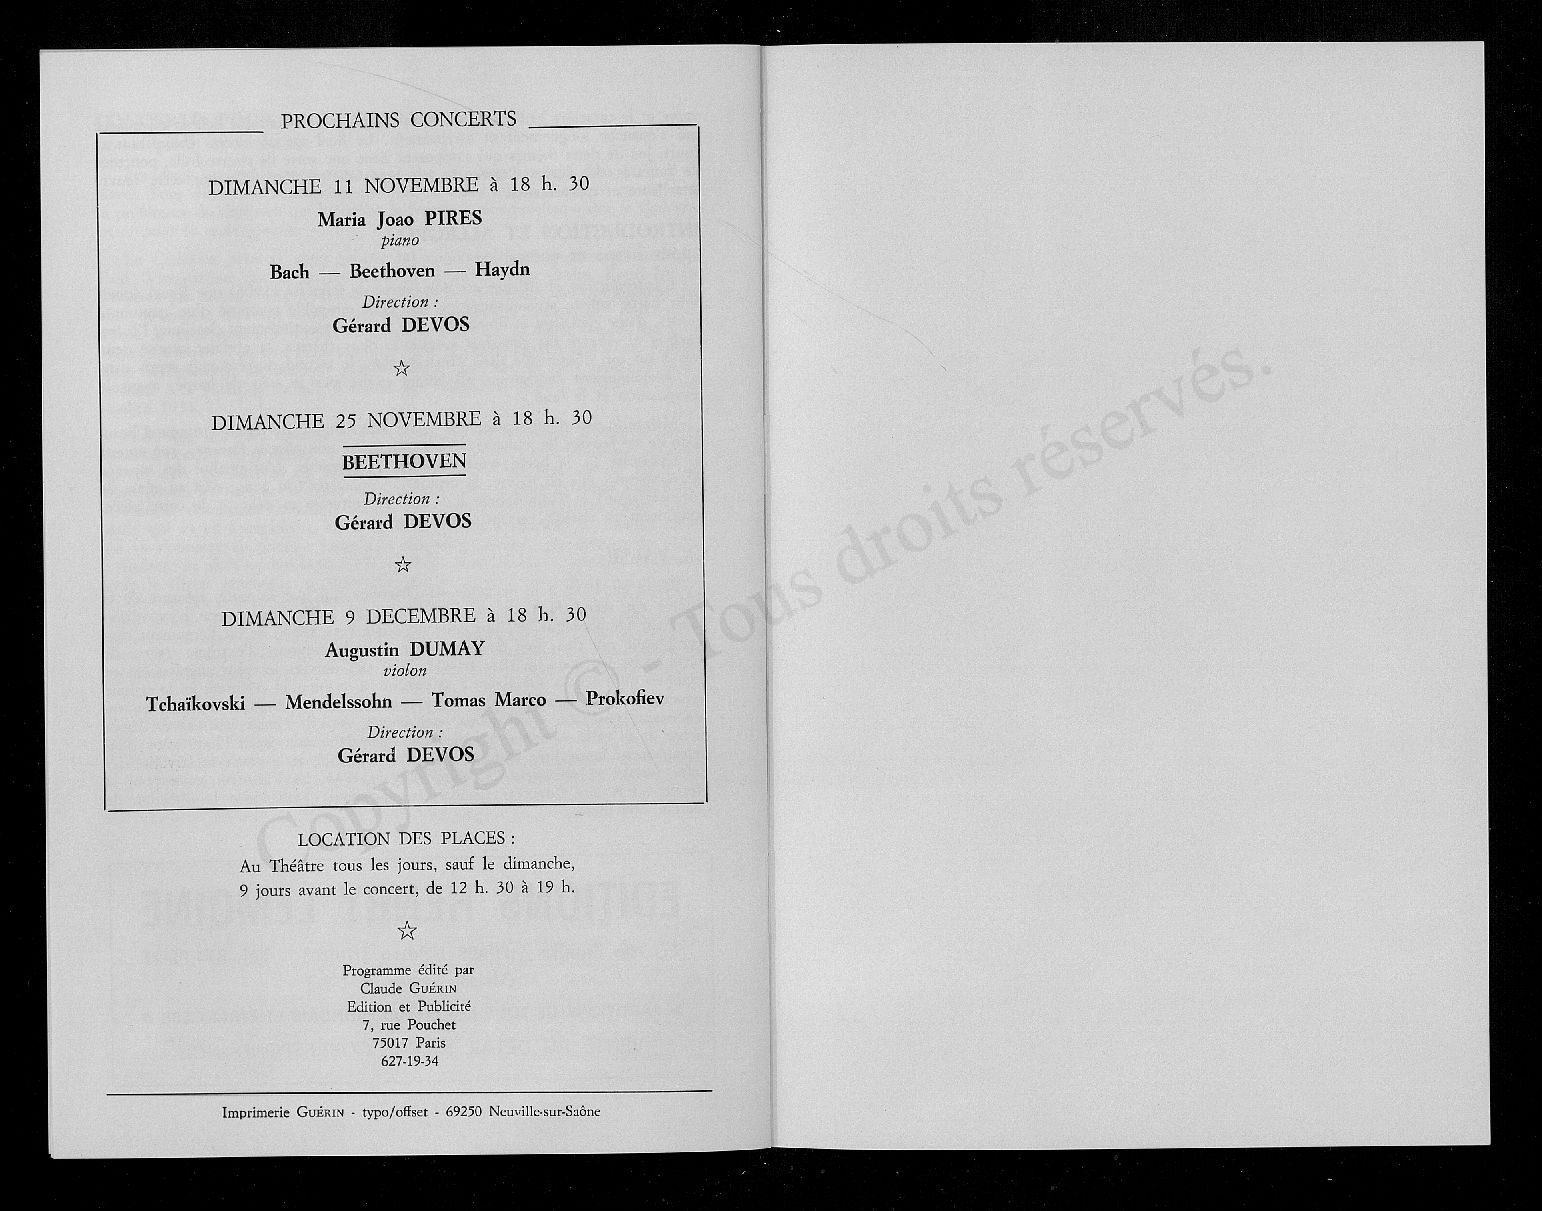 PROCHAINS CONCERTS
DIMANCHE 11 NOVEMBRE à 18 h. 30
Maria Joao PIRES
piano
Bach — Beethoven — Haydn
Direction :
Gérard DEVOS
☆
DIMANCHE 25 NOVEMBRE à 18 h. 30
BEETHOVEN
Direction :
Gérard DEVOS
☆
DIMANCHE 9 DECEMBRE à 18 h. 30
Augustin DUMAY
violon
Tchaïkovski — Mendelssohn — Tomas Marco — Prokofiev
Direction :
Gérard DEVOS
LOCATION DES PLACES :
Au Théâtre tous les jours, sauf le dimanche,
9 jours avant le concert, de 12 h. 30 à 19 h.
☆
Programme édité par
Claude GUÉRIN
Edition et Publicité
7, rue Pouchet
75017 Paris
627-19-34
Imprimerie GUÉRIN - typo/offset - 69250 Neuville-sur-Saône
Copyright © - Tous droits réservés.